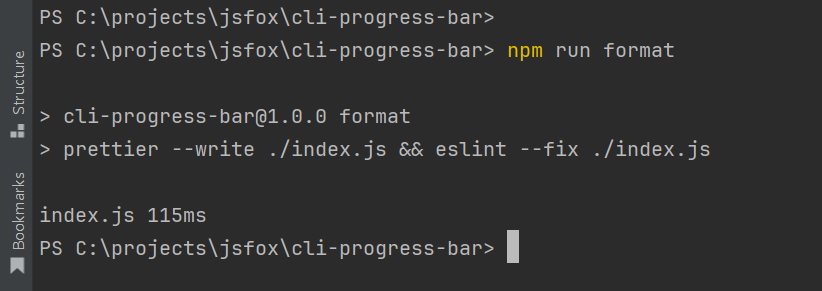 PS C:\projects\jsfox\cli-progress-bar>
PS C:\projects\jsfox\cli-progress-bar> npm run format
> cli-progress-bar@1.0.0 format
> prettier --write ./index.js && eslint --fix ./index.js
index.js 115ms
PS C:\projects\jsfox\cli-progress-bar>
Structure
Bookmarks